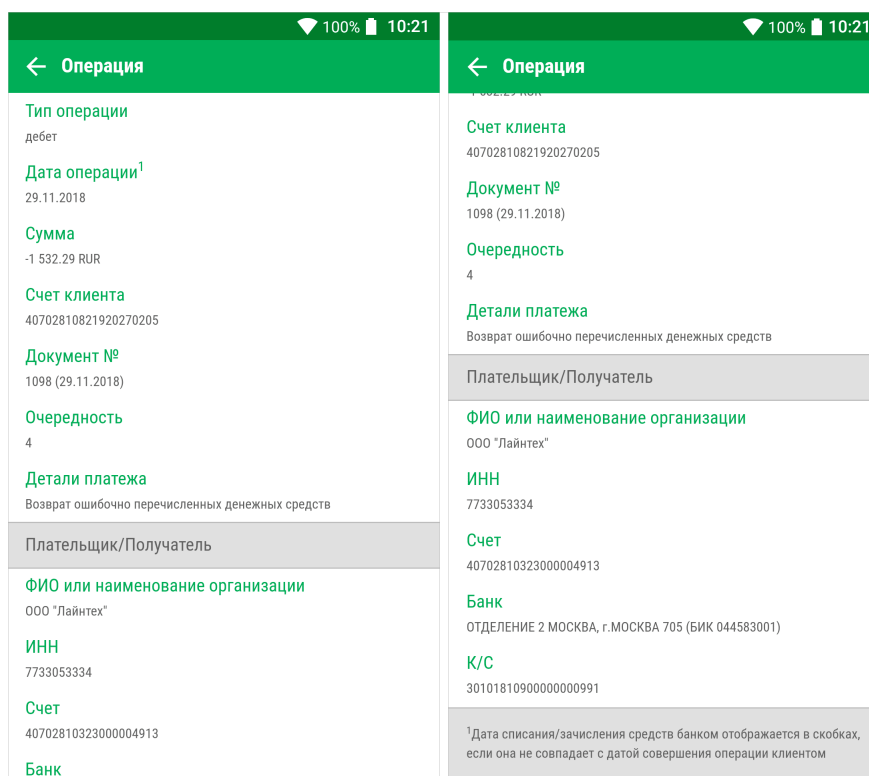 100% 10:21
Операция
Тип операции
дебет
Дата операции1
29.11.2018
Сумма
-1 532.29 RUR
Счет клиента
40702810821920270205
Документ №
1098 (29.11.2018)
Очередность
4
Детали платежа
Возврат ошибочно перечисленных денежных средств
Плательщик/Получатель
ФИО или наименование организации
ООО "Лайнтех"
ИНН
7733053334
Счет
40702810323000004913
Банк
100% 10:21
Операция
-1 532.29 RUR
Счет клиента
40702810821920270205
Документ №
1098 (29.11.2018)
Очередность
4
Детали платежа
Возврат ошибочно перечисленных денежных средств
Плательщик/Получатель
ФИО или наименование организации
ООО "Лайнтех"
ИНН
7733053334
Счет
40702810323000004913
Банк
ОТДЕЛЕНИЕ 2 МОСКВА, г.МОСКВА 705 (БИК 044583001)
К/С
30101810900000000991
1Дата списания/зачисления средств банком отображается в скобках,
если она не совпадает с датой совершения операции клиентом